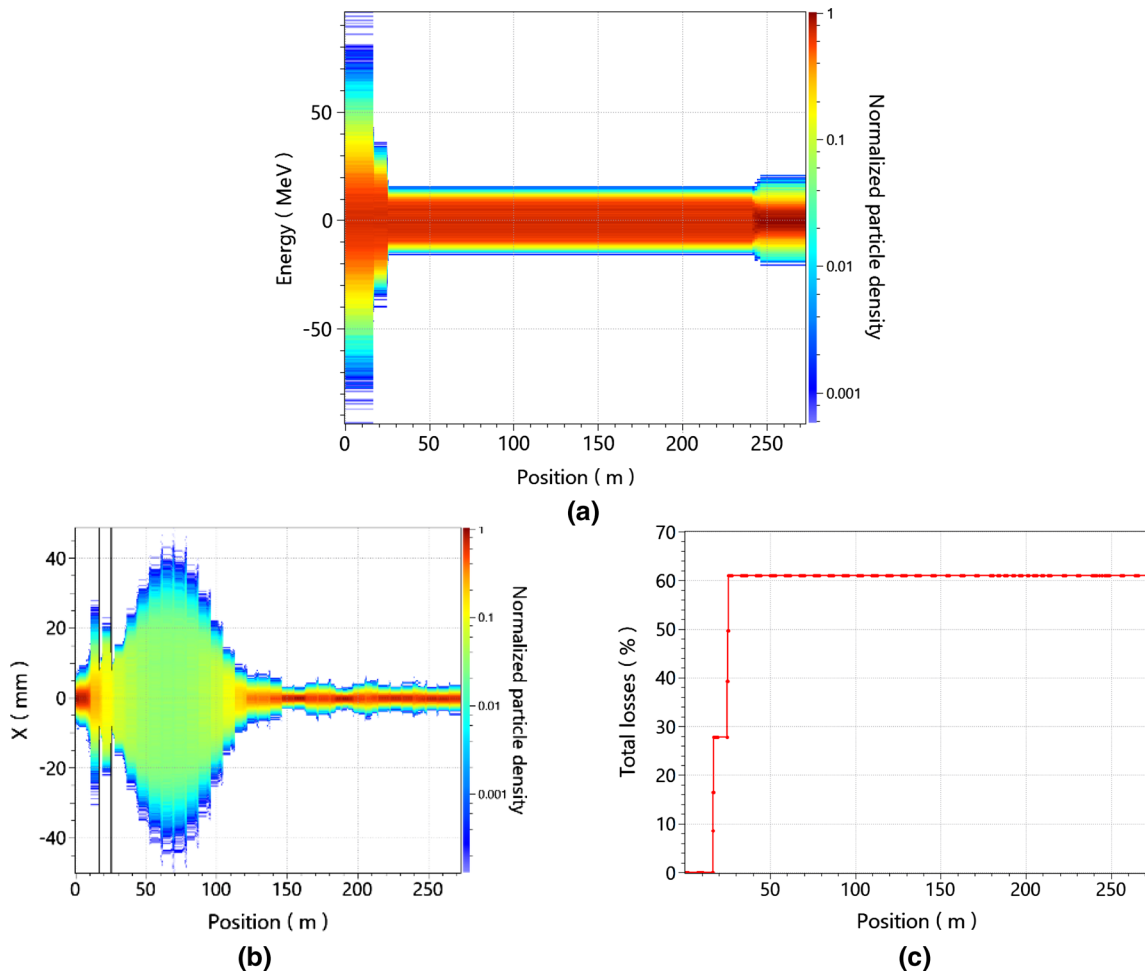 1
50
0.1
0
0.01
-50
0.001
Energy ( MeV )
Normalized particle density
0 50 100 150 200 250
Position ( m )
(a)
1
40
20
0.1
0
0.01
-20
0.001
-40
X ( mm )
Normalized particle density
0 50 100 150 200 250
Position ( m )
(b)
70
60
50
40
30
20
10
0
Total losses ( % )
50 100 150 200 250
Position ( m )
(c)